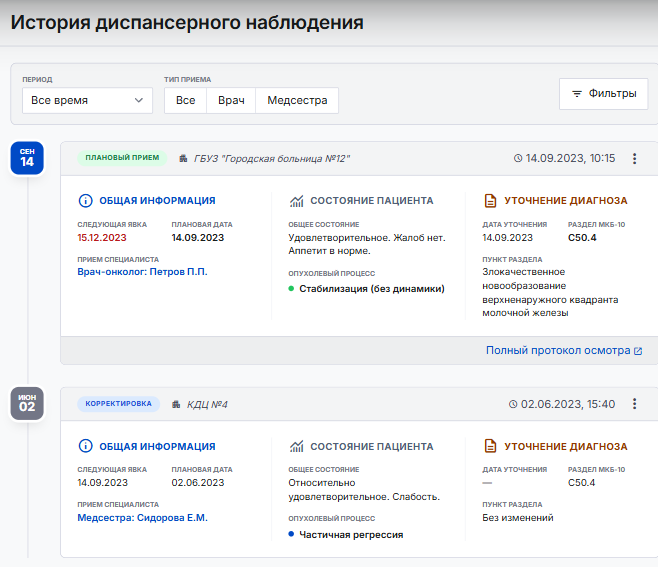 История диспансерного наблюдения
ПЕРИОД
ТИП ПРИЕМА
Все время
Все
Врач
Медсестра
Фильтры
СЕН
14
ПЛАНОВЫЙ ПРИЕМ
ГБУЗ "Городская больница №12"
14.09.2023, 10:15
ОБЩАЯ ИНФОРМАЦИЯ
СЛЕДУЮЩАЯ ЯВКА
ПЛАНОВАЯ ДАТА
15.12.2023
14.09.2023
ПРИЕМ СПЕЦИАЛИСТА
Врач-онколог: Петров П.П.
СОСТОЯНИЕ ПАЦИЕНТА
ОБЩЕЕ СОСТОЯНИЕ
Удовлетворительное. Жалоб нет.
Аппетит в норме.
ОПУХОЛЕВЫЙ ПРОЦЕСС
Стабилизация (без динамики)
УТОЧНЕНИЕ ДИАГНОЗА
ДАТА УТОЧНЕНИЯ
РАЗДЕЛ МКБ-10
14.09.2023
C50.4
ПУНКТ РАЗДЕЛА
Злокачественное
новообразование
верхненаружного квадранта
молочной железы
Полный протокол осмотра
ИЮН
02
КОРРЕКТИРОВКА
КДЦ №4
02.06.2023, 15:40
ОБЩАЯ ИНФОРМАЦИЯ
СЛЕДУЮЩАЯ ЯВКА
ПЛАНОВАЯ ДАТА
14.09.2023
02.06.2023
ПРИЕМ СПЕЦИАЛИСТА
Медсестра: Сидорова Е.М.
СОСТОЯНИЕ ПАЦИЕНТА
ОБЩЕЕ СОСТОЯНИЕ
Относительно
удовлетворительное. Слабость.
ОПУХОЛЕВЫЙ ПРОЦЕСС
Частичная регрессия
УТОЧНЕНИЕ ДИАГНОЗА
ДАТА УТОЧНЕНИЯ
РАЗДЕЛ МКБ-10
—
C50.4
ПУНКТ РАЗДЕЛА
Без изменений